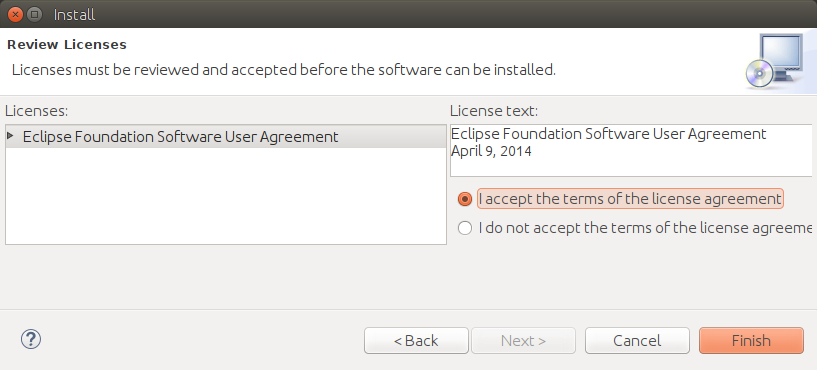 Install
Review Licenses
Licenses must be reviewed and accepted before the software can be installed.
Licenses:
Eclipse Foundation Software User Agreement
License text:
Eclipse Foundation Software User Agreement
April 9, 2014
I accept the terms of the license agreement
I do not accept the terms of the license agreeme
?
< Back
Next >
Cancel
Finish